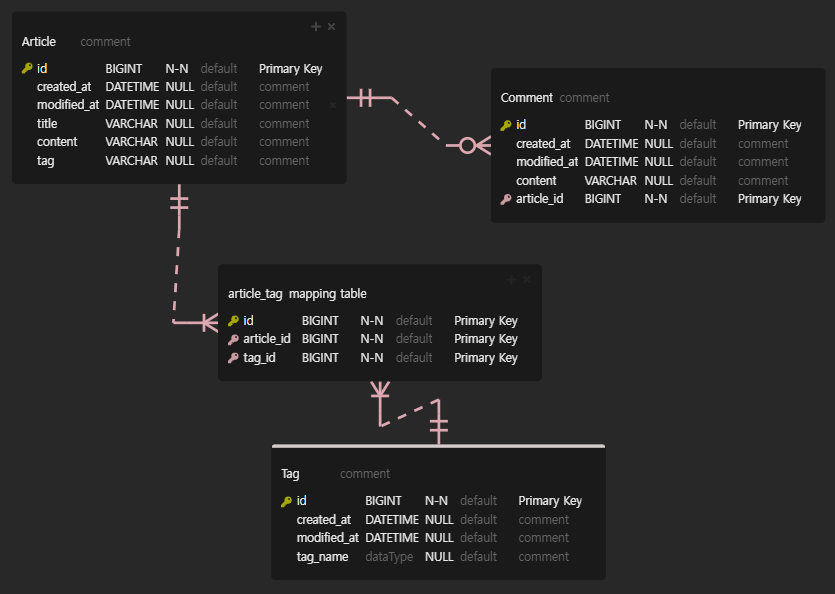 Article comment
id BIGINT N-N default Primary Key
created_at DATETIME NULL default comment
modified_at DATETIME NULL default comment
title VARCHAR NULL default comment
content VARCHAR NULL default comment
tag VARCHAR NULL default comment
Comment comment
id BIGINT N-N default Primary Key
created_at DATETIME NULL default comment
modified_at DATETIME NULL default comment
content VARCHAR NULL default comment
article_id BIGINT N-N default Primary Key
article_tag mapping table
id BIGINT N-N default Primary Key
article_id BIGINT N-N default Primary Key
tag_id BIGINT N-N default Primary Key
Tag comment
id BIGINT N-N default Primary Key
created_at DATETIME NULL default comment
modified_at DATETIME NULL default comment
tag_name dataType NULL default comment